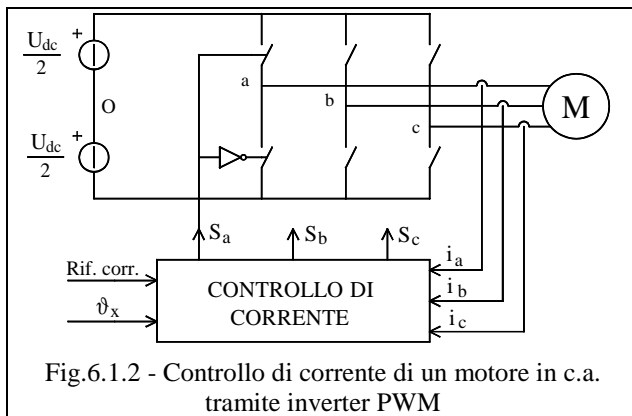 U_dc/2
+
a
b
c
O
M
U_dc/2
+
S_a
S_b
S_c
i_a
i_b
i_c
Rif. corr.
ϑ_x
CONTROLLO DI
CORRENTE
Fig.6.1.2 - Controllo di corrente di un motore in c.a.
tramite inverter PWM